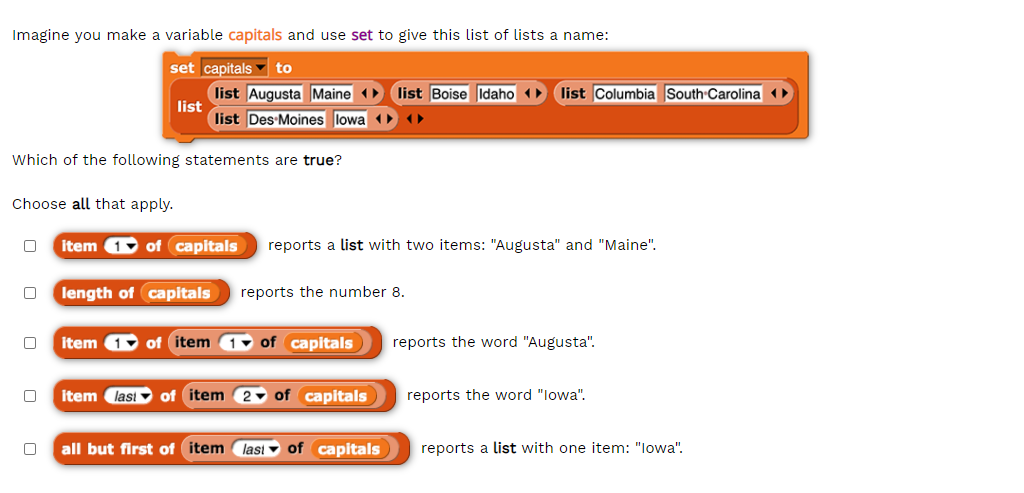 Imagine you make a variable capitals and use set to give this list of lists a name:
set capitals to
list Augusta Maine list Boise Idaho list Columbia South Carolina
list
list Des Moines Iowa
Which of the following statements are true?
Choose all that apply.
item 1 of capitals reports a list with two items: "Augusta" and "Maine".
length of capitals reports the number 8.
item 1 of item 1 of capitals reports the word "Augusta".
item last of item 2 of capitals reports the word "Iowa".
all but first of item last of capitals reports a list with one item: "Iowa".